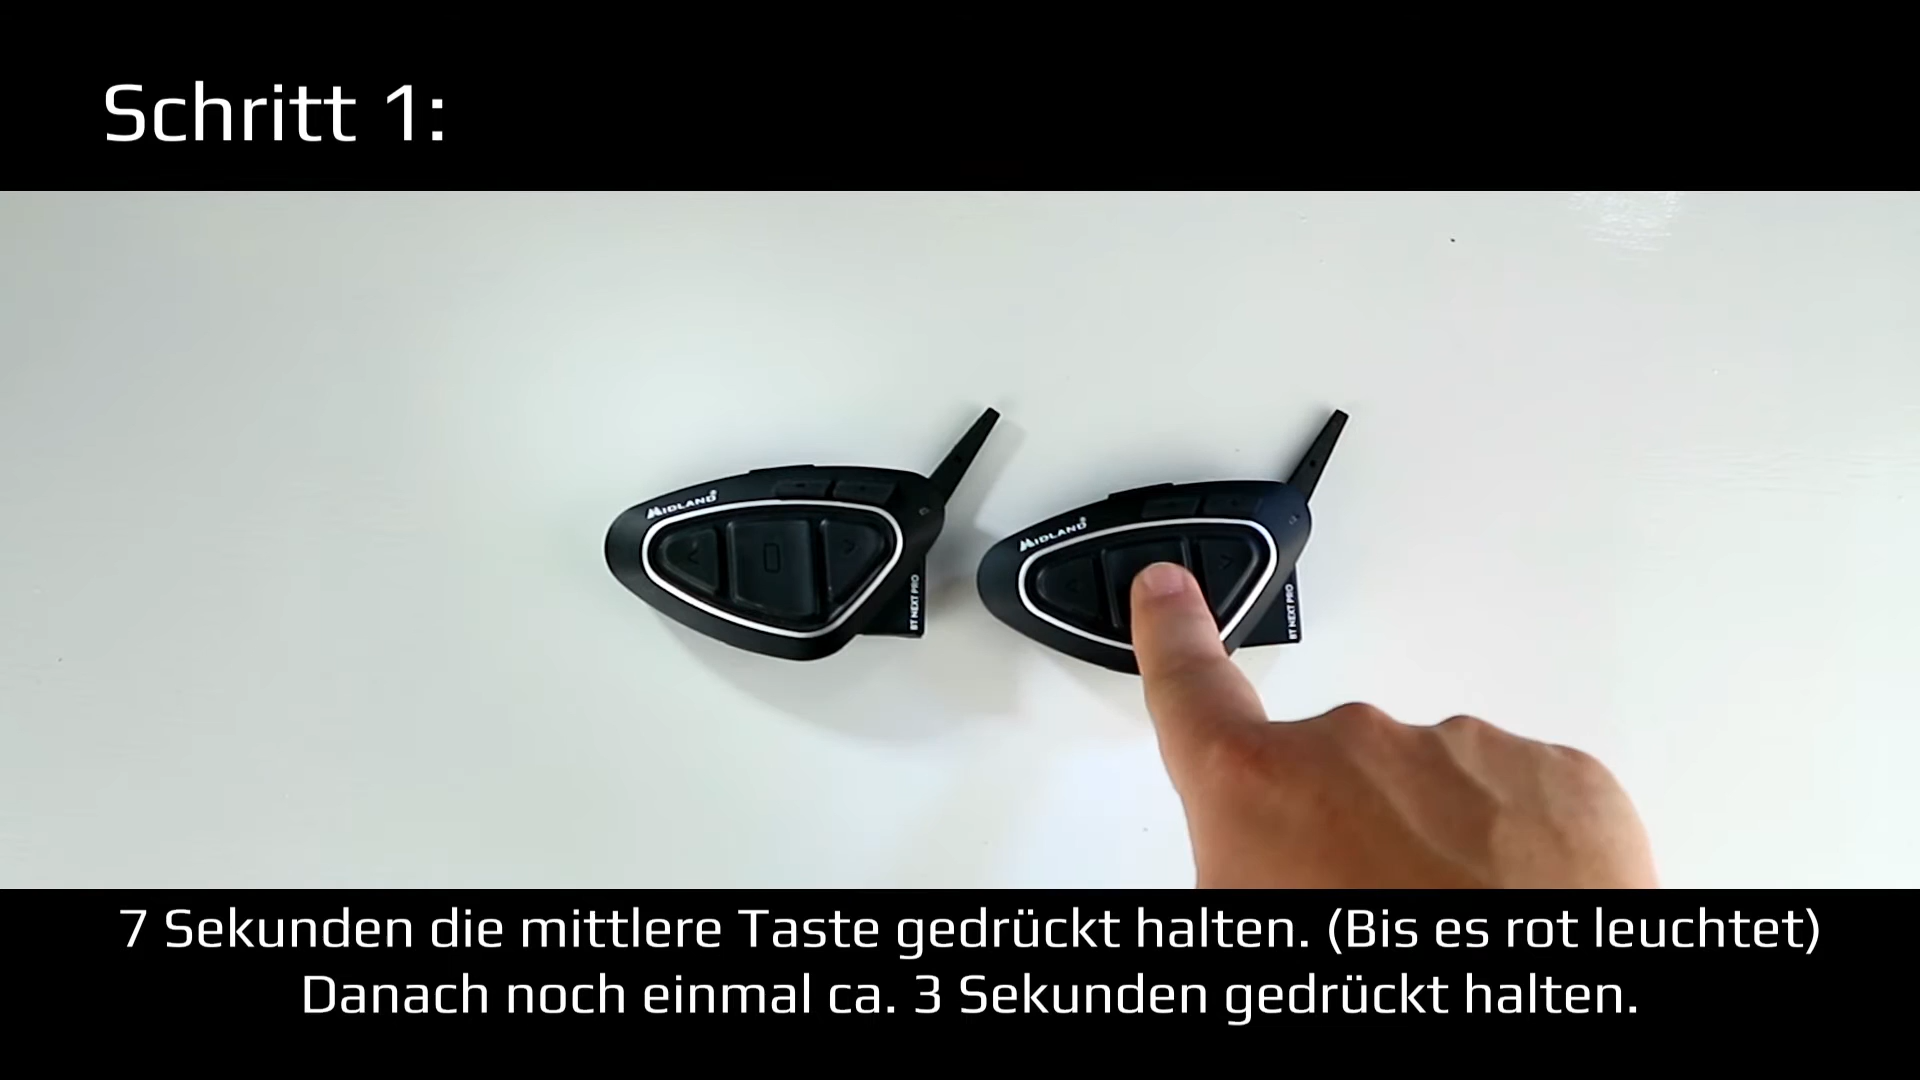 Schritt 1:
MIDLAND®
MIDLAND®
BT NEXT PRO
BT NEXT PRO
7 Sekunden die mittlere Taste gedrückt halten. (Bis es rot leuchtet)
Danach noch einmal ca. 3 Sekunden gedrückt halten.